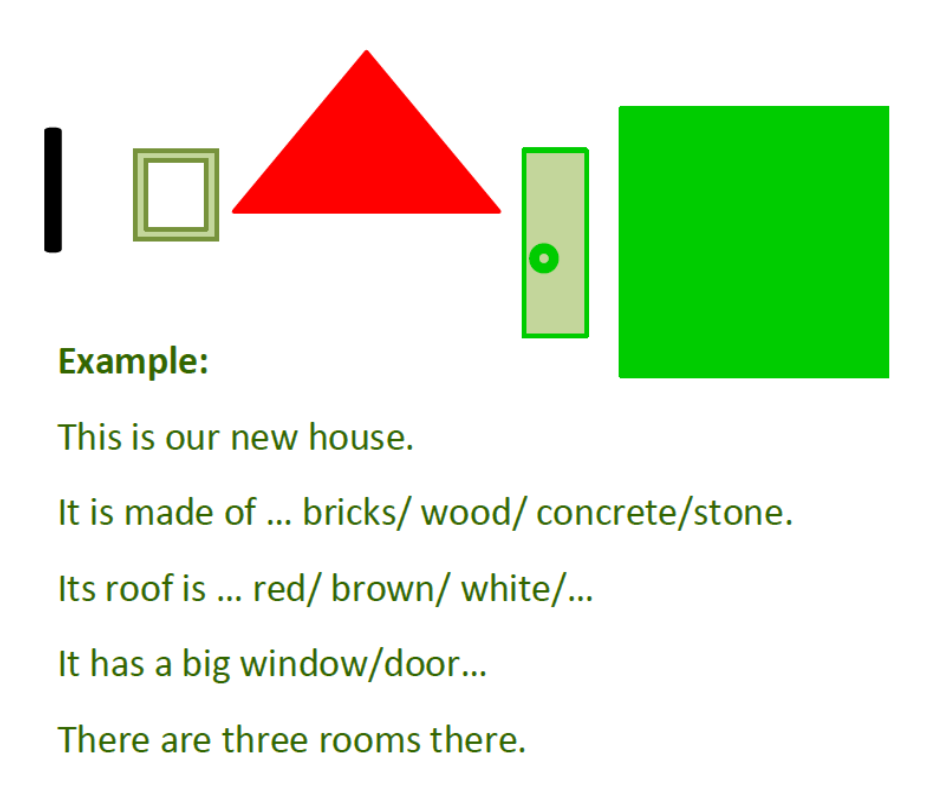 Example:
This is our new house.
It is made of ... bricks/ wood/ concrete/stone.
Its roof is ... red/ brown/ white/...
It has a big window/door...
There are three rooms there.